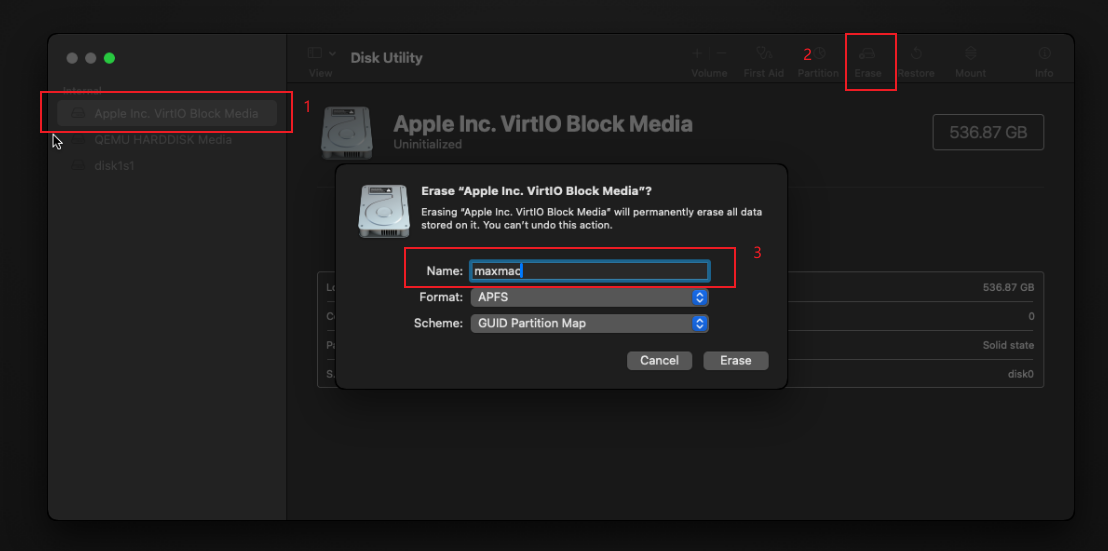 Disk Utility
View
Volume
First Aid
2
Partition
Erase
Restore
Mount
Info
Internal
1
Apple Inc. VirtIO Block Media
QEMU HARDDISK Media
disk1s1
Apple Inc. VirtIO Block Media
Uninitialized
536.87 GB
Erase “Apple Inc. VirtIO Block Media”?
Erasing “Apple Inc. VirtIO Block Media” will permanently erase all data
stored on it. You can’t undo this action.
3
Name: maxmac
Format: APFS
Scheme: GUID Partition Map
Cancel Erase
536.87 GB
0
Solid state
disk0